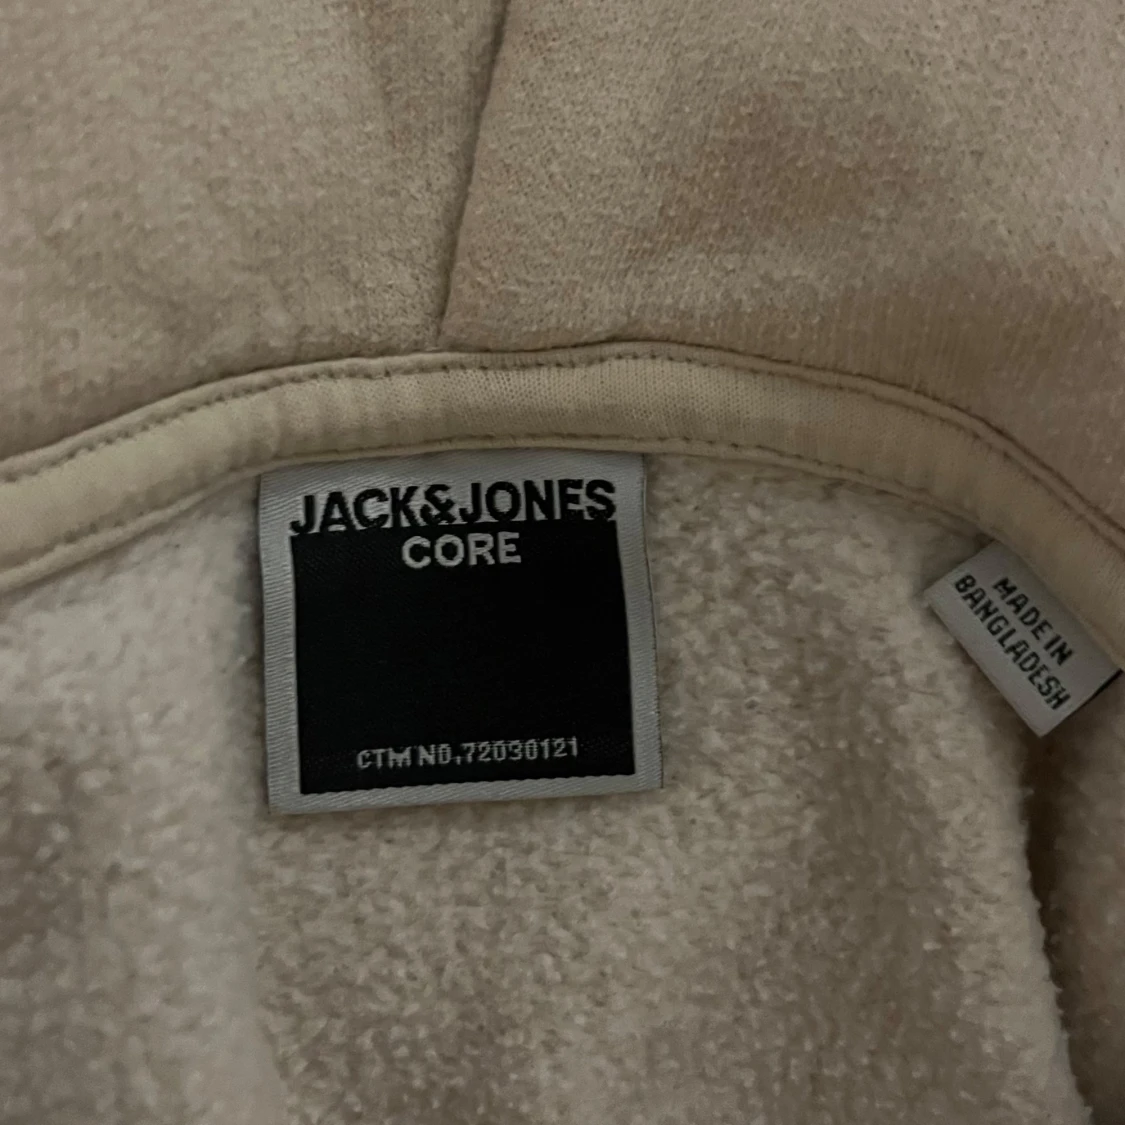 JACK&JONES
CORE
CTM NO.72030121
MADE IN
BANGLADESH